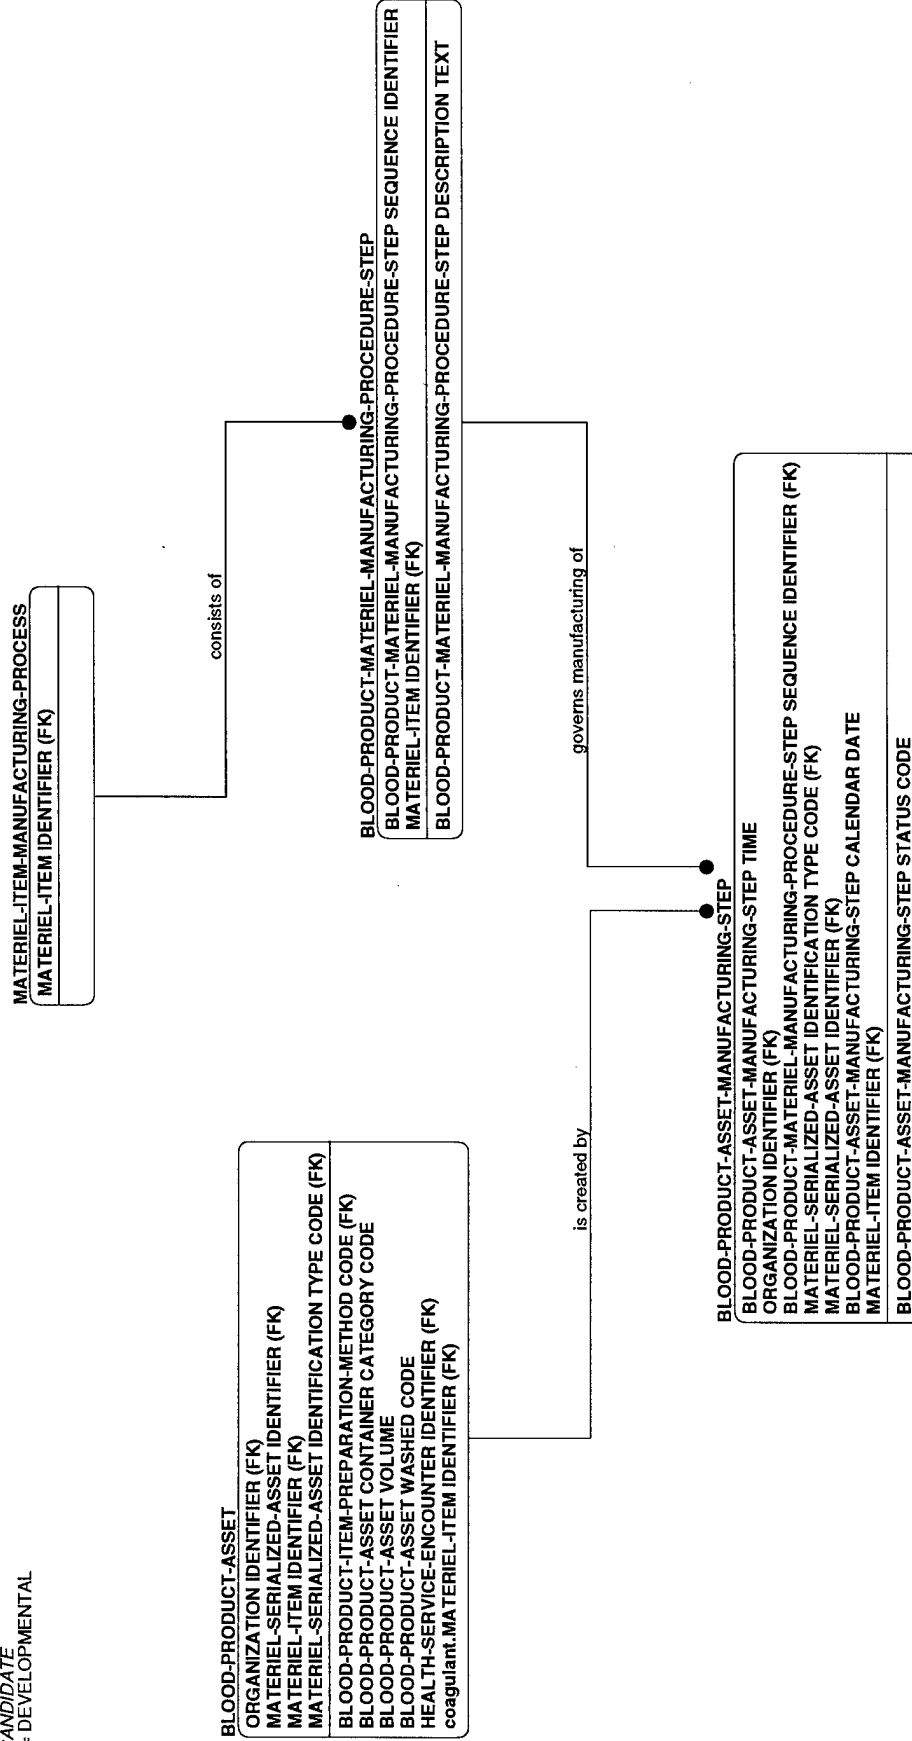 ANDIDATE
= DEVELOPMENTAL
MATERIEL-ITEM-MANUFACTURING-PROCESS
MATERIEL-ITEM IDENTIFIER (FK)
consists of
BLOOD-PRODUCT-ASSET
ORGANIZATION IDENTIFIER (FK)
MATERIEL-SERIALIZED-ASSET IDENTIFIER (FK)
MATERIEL-ITEM IDENTIFIER (FK)
MATERIEL-SERIALIZED-ASSET IDENTIFICATION TYPE CODE (FK)
BLOOD-PRODUCT-ITEM-PREPARATION-METHOD CODE (FK)
BLOOD-PRODUCT-ASSET CONTAINER CATEGORY CODE
BLOOD-PRODUCT-ASSET VOLUME
BLOOD-PRODUCT-ASSET WASHED CODE
HEALTH-SERVICE-ENCOUNTER IDENTIFIER (FK)
coagulant.MATERIEL-ITEM IDENTIFIER (FK)
BLOOD-PRODUCT-MATERIEL-MANUFACTURING-PROCEDURE-STEP
BLOOD-PRODUCT-MATERIEL-MANUFACTURING-PROCEDURE-STEP SEQUENCE IDENTIFIER
MATERIEL-ITEM IDENTIFIER (FK)
BLOOD-PRODUCT-MATERIEL-MANUFACTURING-PROCEDURE-STEP DESCRIPTION TEXT
is created by
governs manufacturing of
BLOOD-PRODUCT-ASSET-MANUFACTURING-STEP
BLOOD-PRODUCT-ASSET-MANUFACTURING-STEP TIME
ORGANIZATION IDENTIFIER (FK)
BLOOD-PRODUCT-MATERIEL-MANUFACTURING-PROCEDURE-STEP SEQUENCE IDENTIFIER (FK)
MATERIEL-SERIALIZED-ASSET IDENTIFICATION TYPE CODE (FK)
MATERIEL-SERIALIZED-ASSET IDENTIFIER (FK)
BLOOD-PRODUCT-ASSET-MANUFACTURING-STEP CALENDAR DATE
MATERIEL-ITEM IDENTIFIER (FK)
BLOOD-PRODUCT-ASSET-MANUFACTURING-STEP STATUS CODE